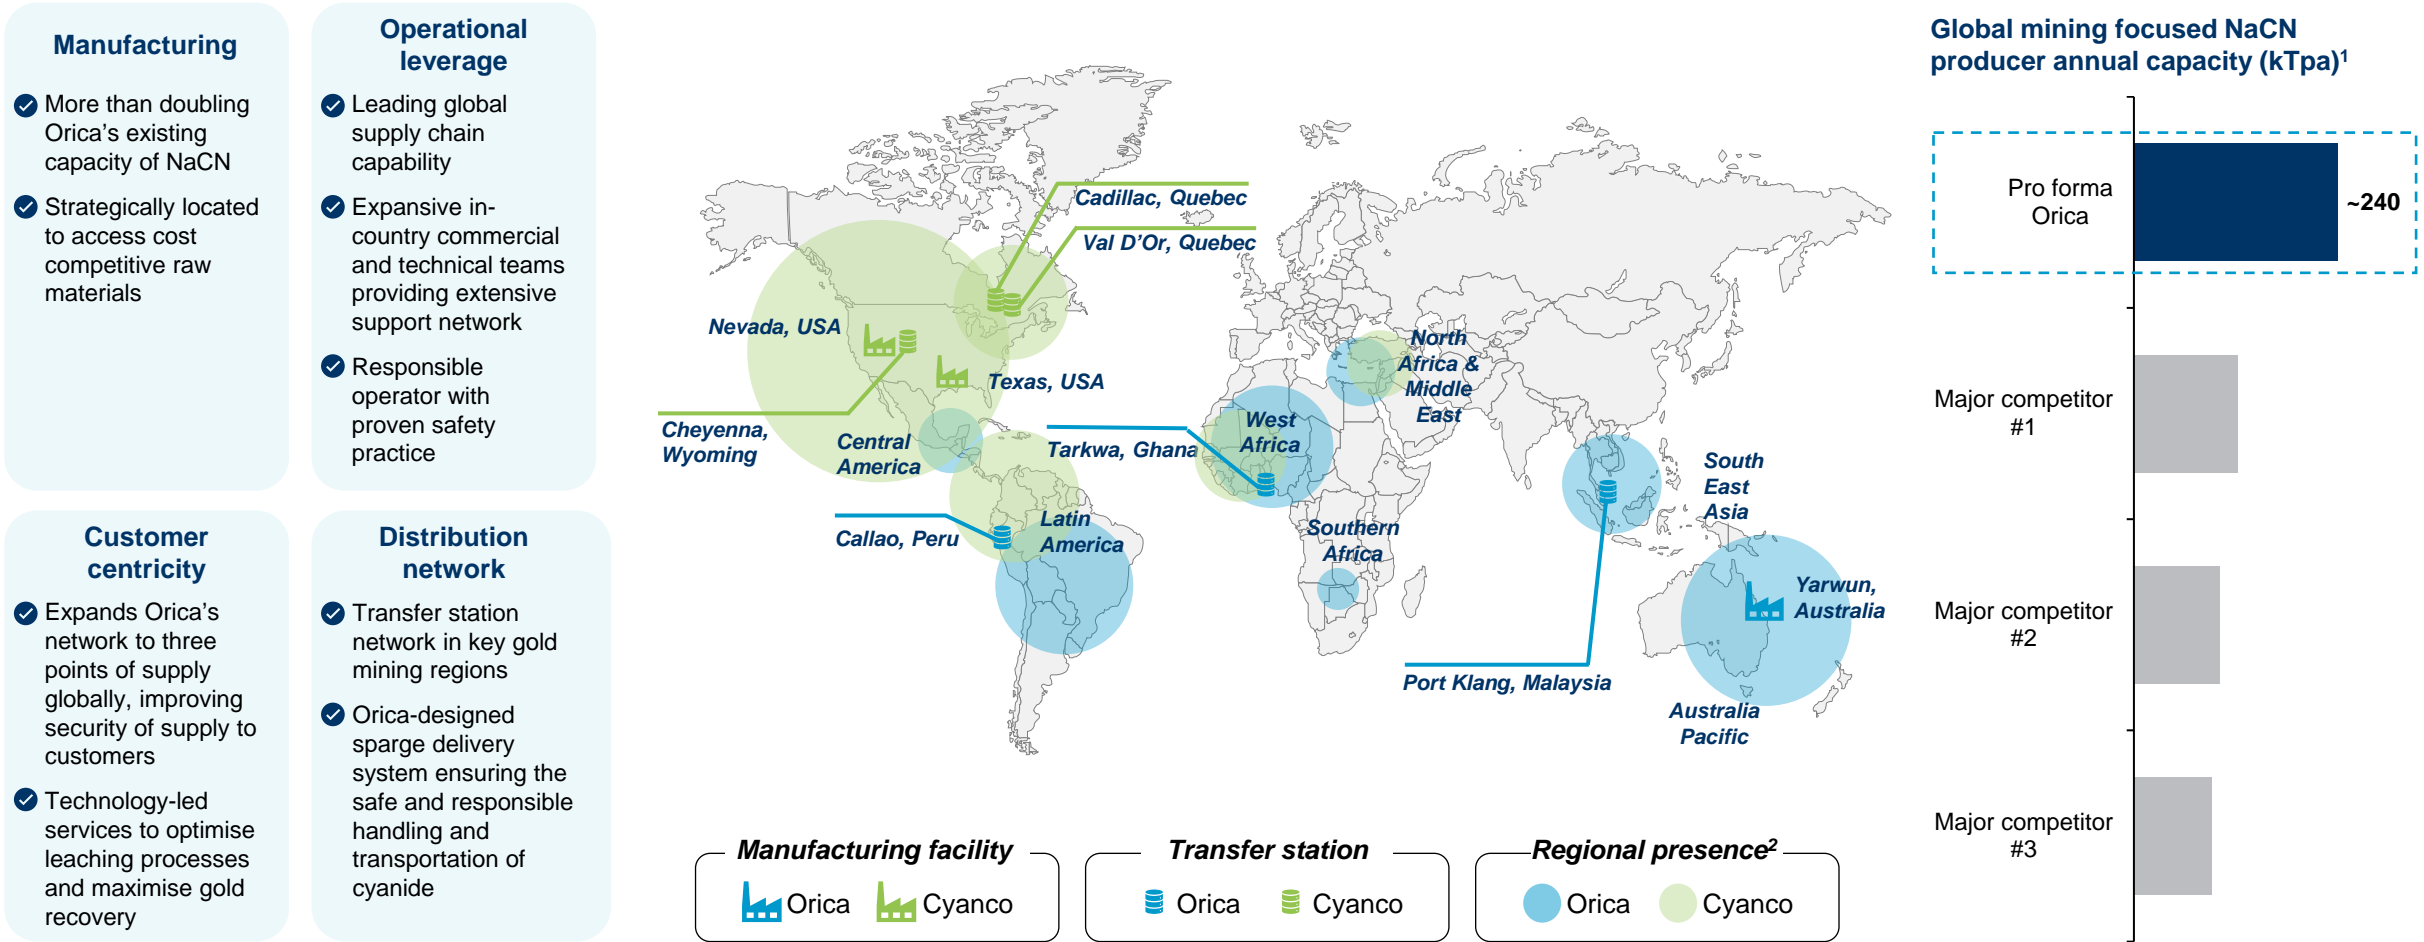 Manufacturing
More than doubling
Orica's existing
capacity of NaCN
Strategically located
to access cost
competitive raw
materials
Operational
leverage
Leading global
supply chain
capability
Expansive in-
country commercial
and technical teams
providing extensive
support network
Responsible
operator with
proven safety
practice
Customer
centricity
Expands Orica's
network to three
points of supply
globally, improving
security of supply to
customers
Technology-led
services to optimise
leaching processes
and maximise gold
recovery
Distribution
network
Transfer station
network in key gold
mining regions
Orica-designed
sparge delivery
system ensuring the
safe and responsible
handling and
transportation of
cyanide
Cadillac, Quebec
Val D'Or, Quebec
Nevada, USA
Texas, USA
Cheyenna,
Wyoming
Central
America
Tarkwa, Ghana
West
Africa
North
Africa &
Middle
East
Callao, Peru
Latin
America
Southern
Africa
South
East
Asia
Port Klang, Malaysia
Yarwun,
Australia
Australia
Pacific
Manufacturing facility
Orica
Cyanco
Transfer station
Orica
Cyanco
Regional presence2
Orica
Cyanco
Global mining focused NaCN
producer annual capacity (kTpa)1
Pro forma
Orica
~240
Major competitor
#1
Major competitor
#2
Major competitor
#3